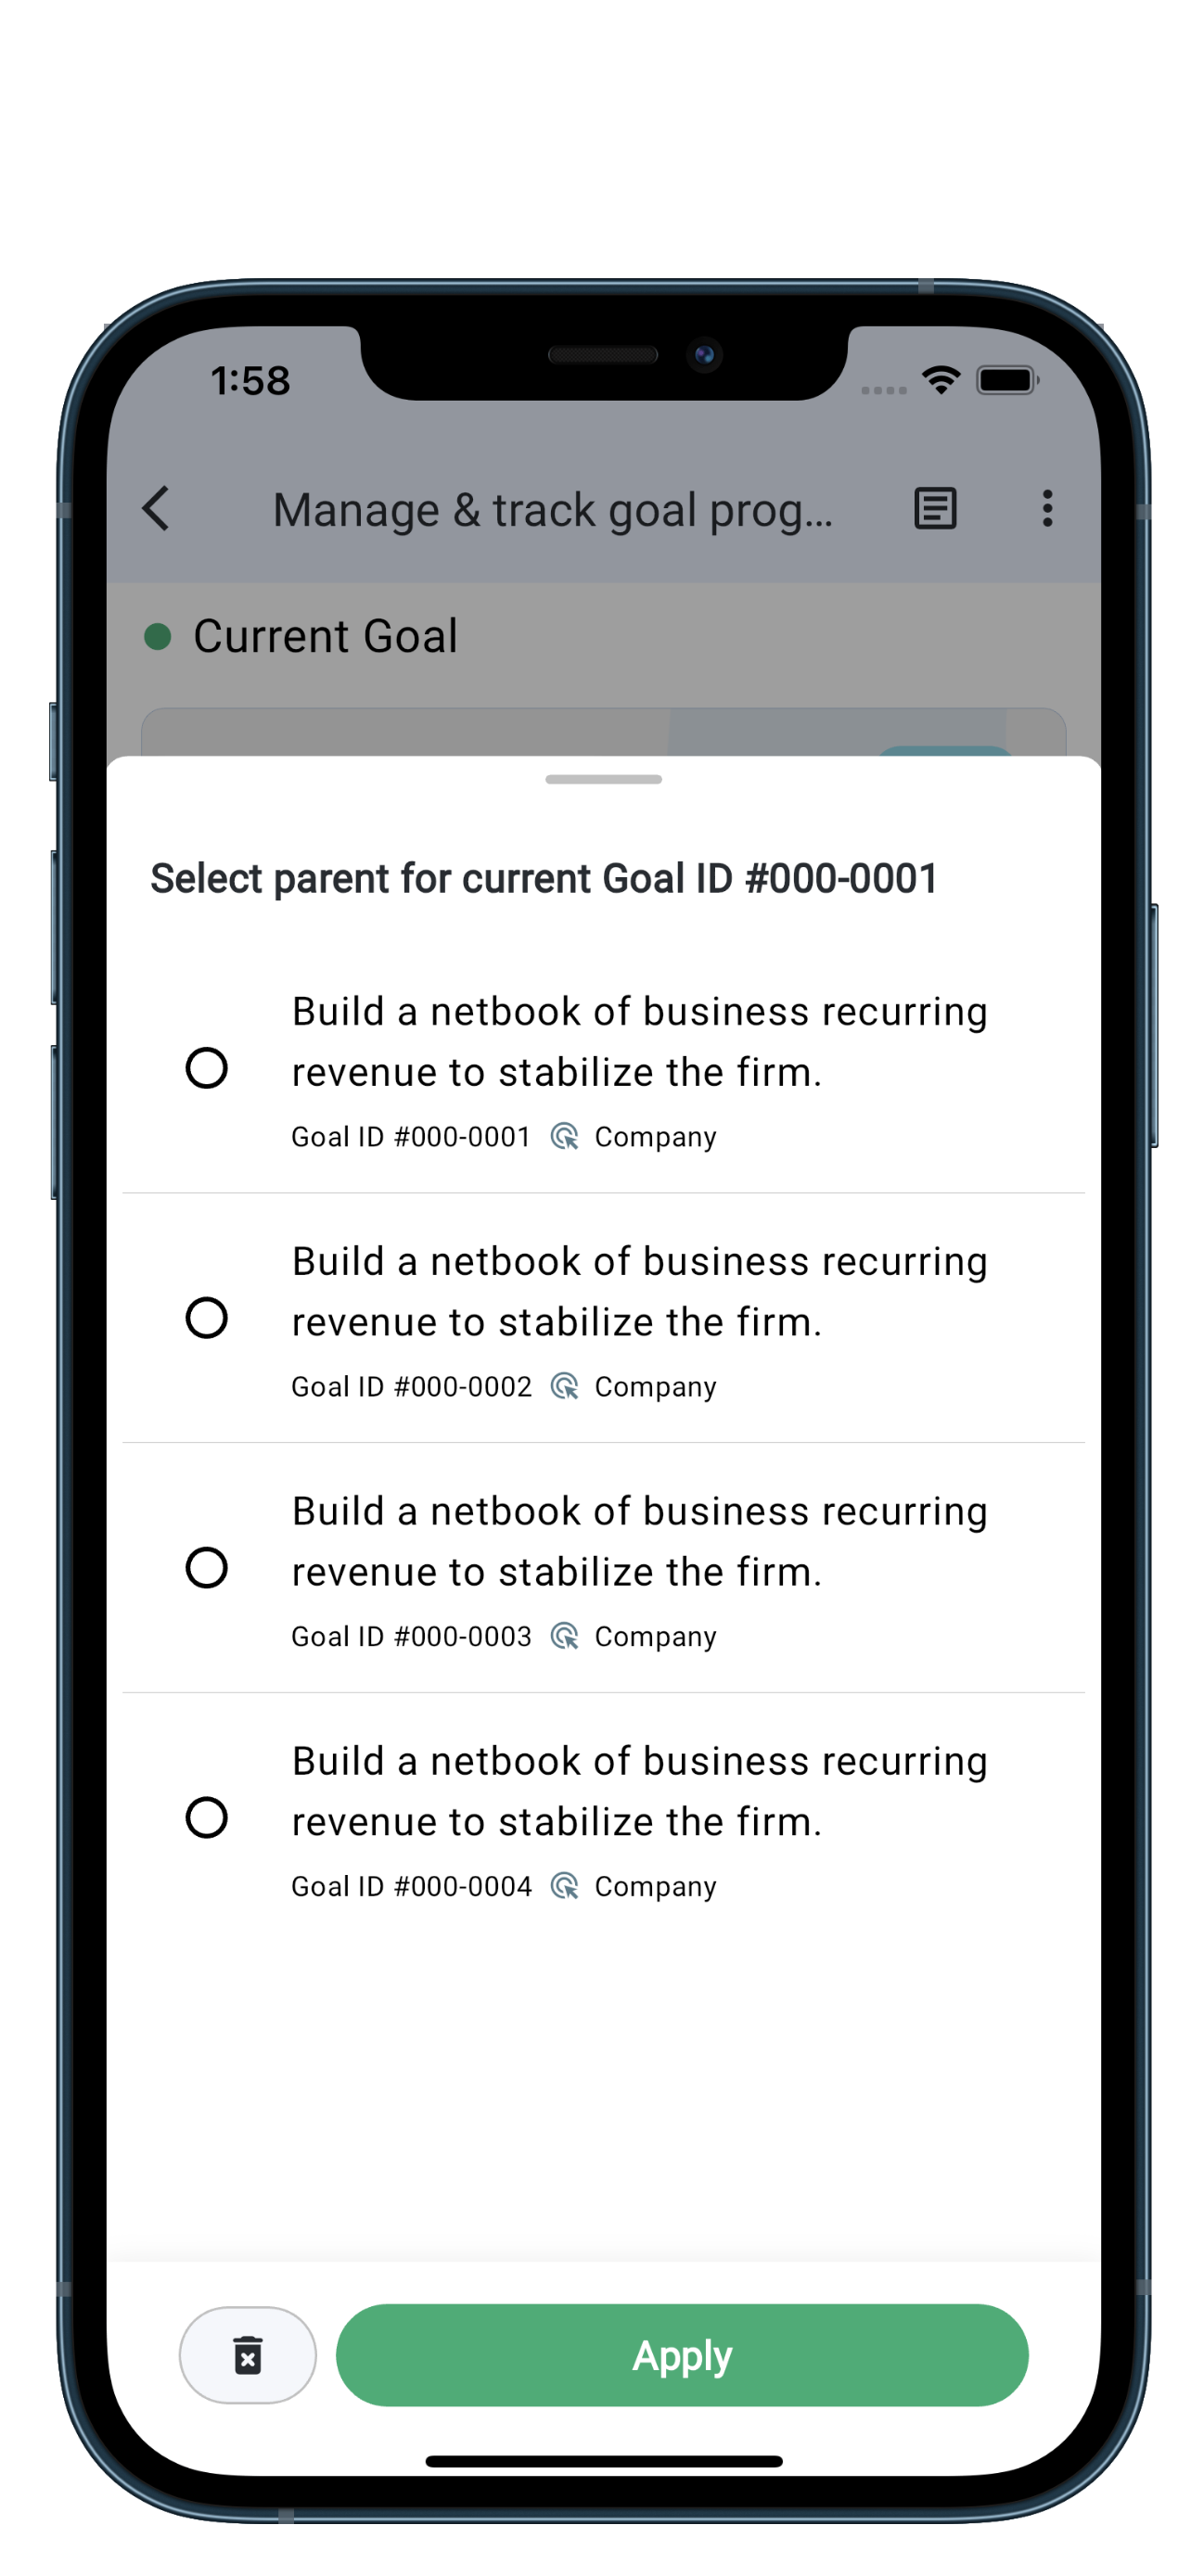 1:58
Manage & track goal prog...
Current Goal
Select parent for current Goal ID #000-0001
Build a netbook of business recurring
revenue to stabilize the firm.
Goal ID #000-0001 Company
Build a netbook of business recurring
revenue to stabilize the firm.
Goal ID #000-0002 Company
Build a netbook of business recurring
revenue to stabilize the firm.
Goal ID #000-0003 Company
Build a netbook of business recurring
revenue to stabilize the firm.
Goal ID #000-0004 Company
Apply